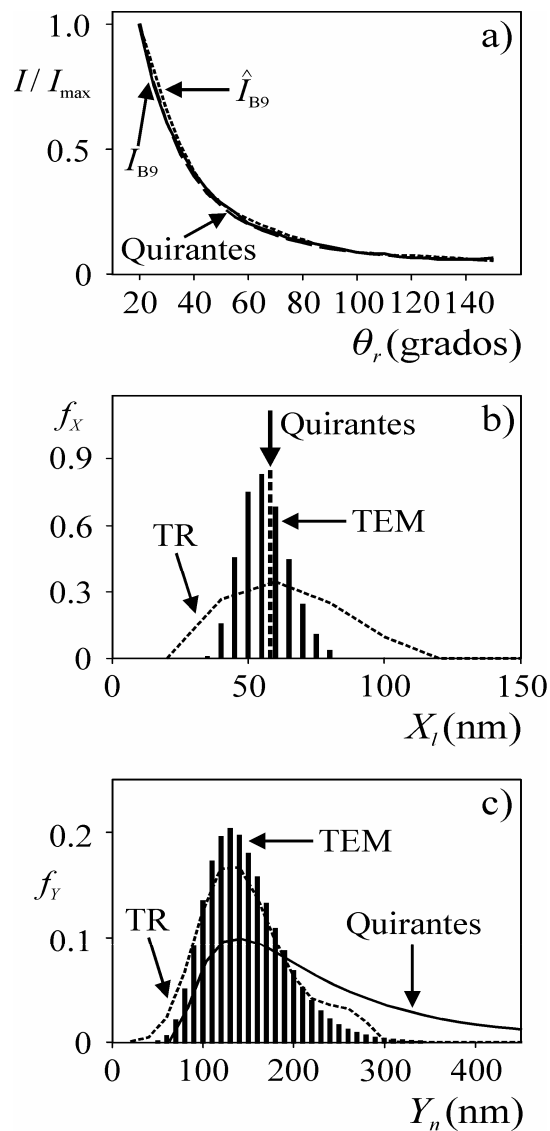 a)
1.0
I / I_max
0.5
0
Î_B9
I_B9
Quirantes
20 40 60 80 100 120 140
θ_r (grados)
b)
f_X
0.9
0.6
0.3
0
Quirantes
TR
TEM
0 50 100 150
X_l (nm)
c)
0.2
f_Y
0.1
0
TEM
TR
Quirantes
0 100 200 300 400
Y_n (nm)